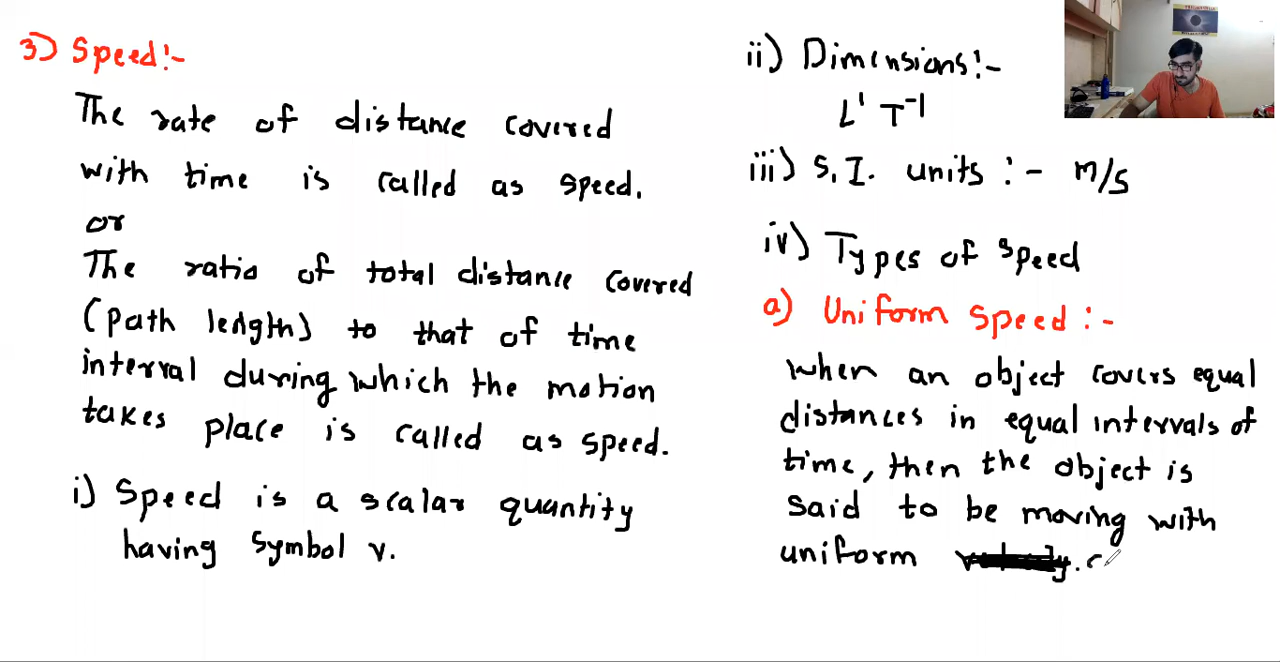 3) Speed:-
The rate of distance covered
with time is called as speed.
or
The ratio of total distance covered
(path length) to that of time
interval during which the motion
takes place is called as speed.
i) Speed is a scalar quantity
having symbol v.
ii) Dimensions:-
L¹ T⁻¹
iii) S.I. units :- m/s
iv) Types of speed
a) Uniform speed :-
When an object covers equal
distances in equal intervals of
time, then the object is
said to be moving with
uniform